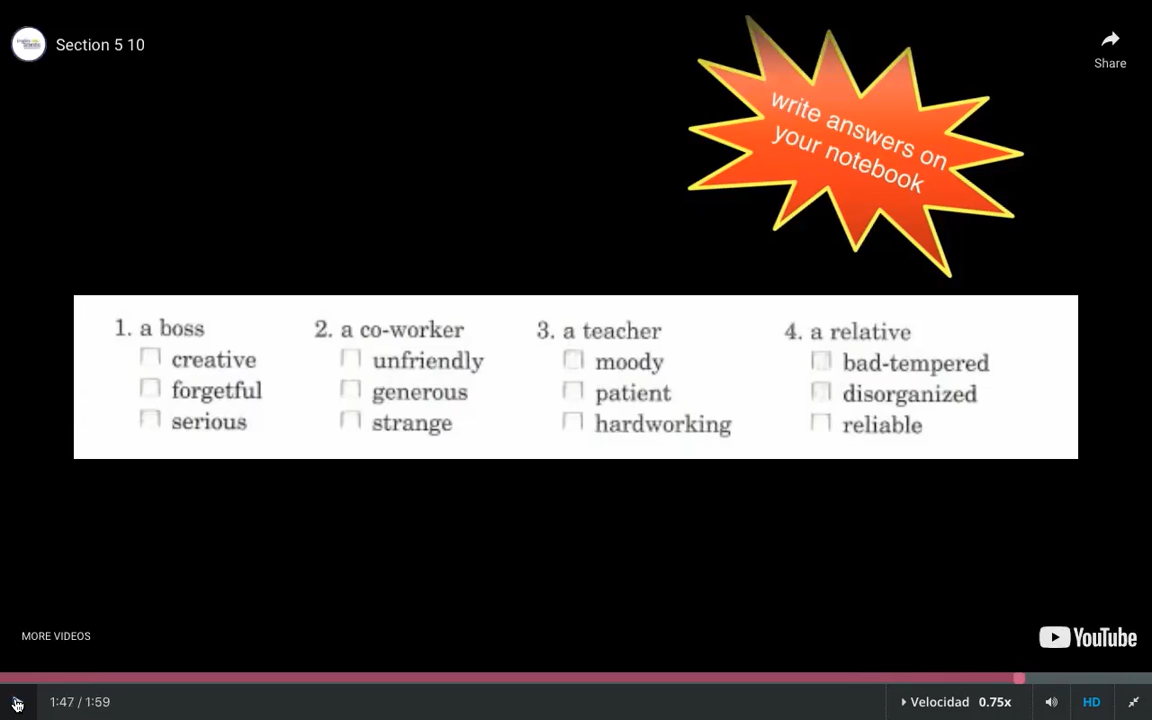 Section 5 10
Share
write answers on
your notebook
1. a boss
creative
forgetful
serious
2. a co-worker
unfriendly
generous
strange
3. a teacher
moody
patient
hardworking
4. a relative
bad-tempered
disorganized
reliable
MORE VIDEOS
YouTube
1:47 / 1:59
Velocidad 0.75x
HD